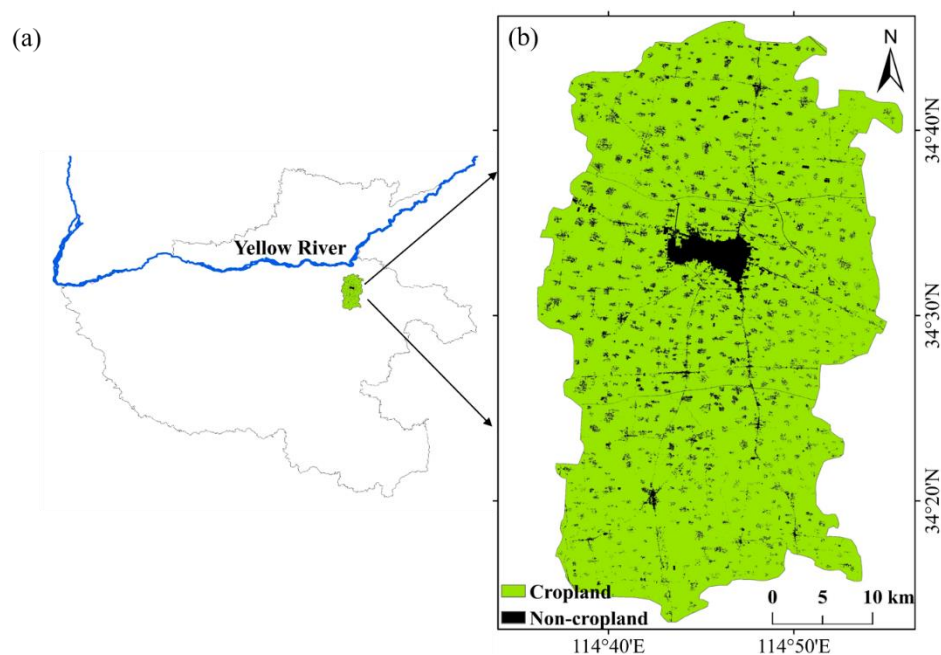 (a)
Yellow River
(b)
N
34°40'N
34°30'N
34°20'N
Cropland
Non-cropland
0 5 10 km
114°40'E 114°50'E